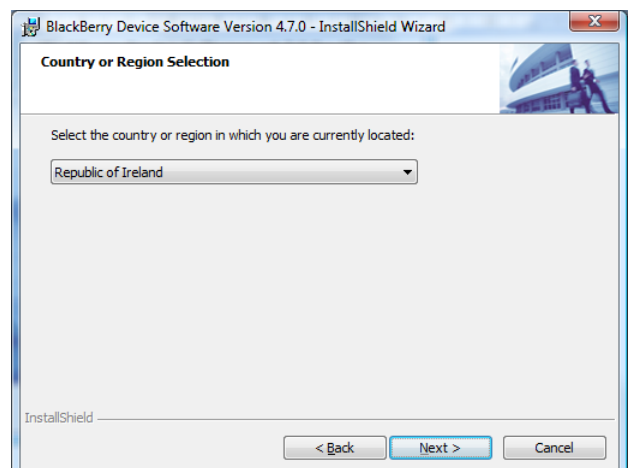 BlackBerry Device Software Version 4.7.0 - InstallShield Wizard
Country or Region Selection
Select the country or region in which you are currently located:
Republic of Ireland
InstallShield
< Back Next > Cancel